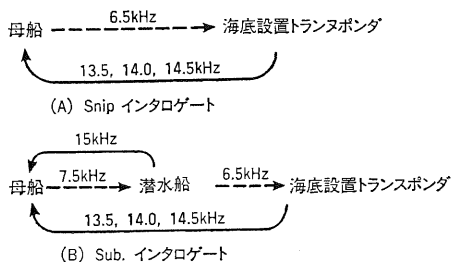 6.5kHz
母船 海底設置トランヌポンダ
13.5, 14.0, 14.5kHz
(A) Snip インタロゲート
15kHz
7.5kHz 6.5kHz
母船 潜水船 海底設置トランスポンダ
13.5, 14.0, 14.5kHz
(B) Sub. インタロゲート